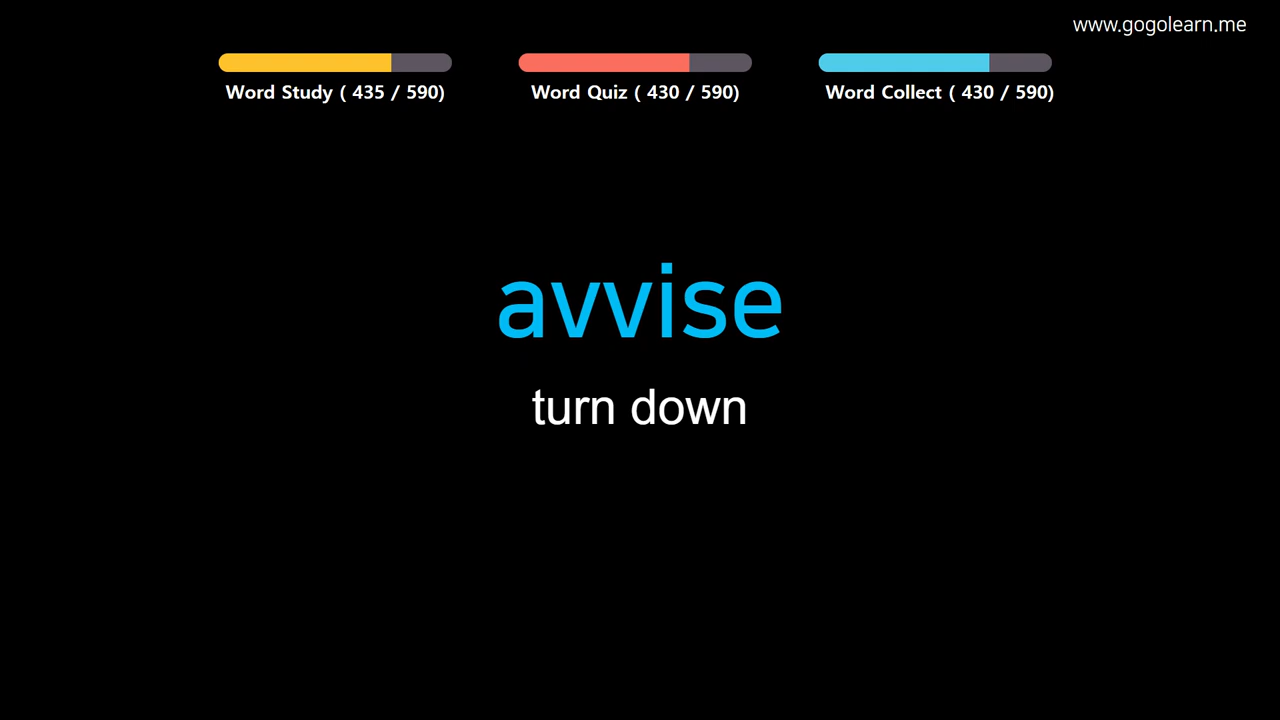 www.gogolearn.me
Word Study ( 435 / 590)
Word Quiz ( 430 / 590)
Word Collect ( 430 / 590)
avvise
turn down